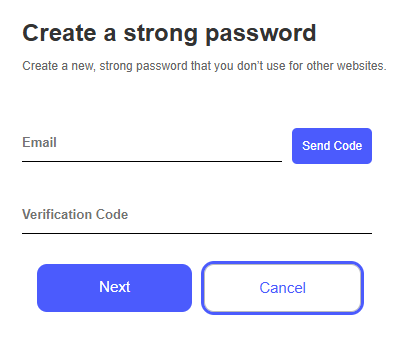 Create a strong password
Create a new, strong password that you don't use for other websites.
Email
Send Code
Verification Code
Next
Cancel